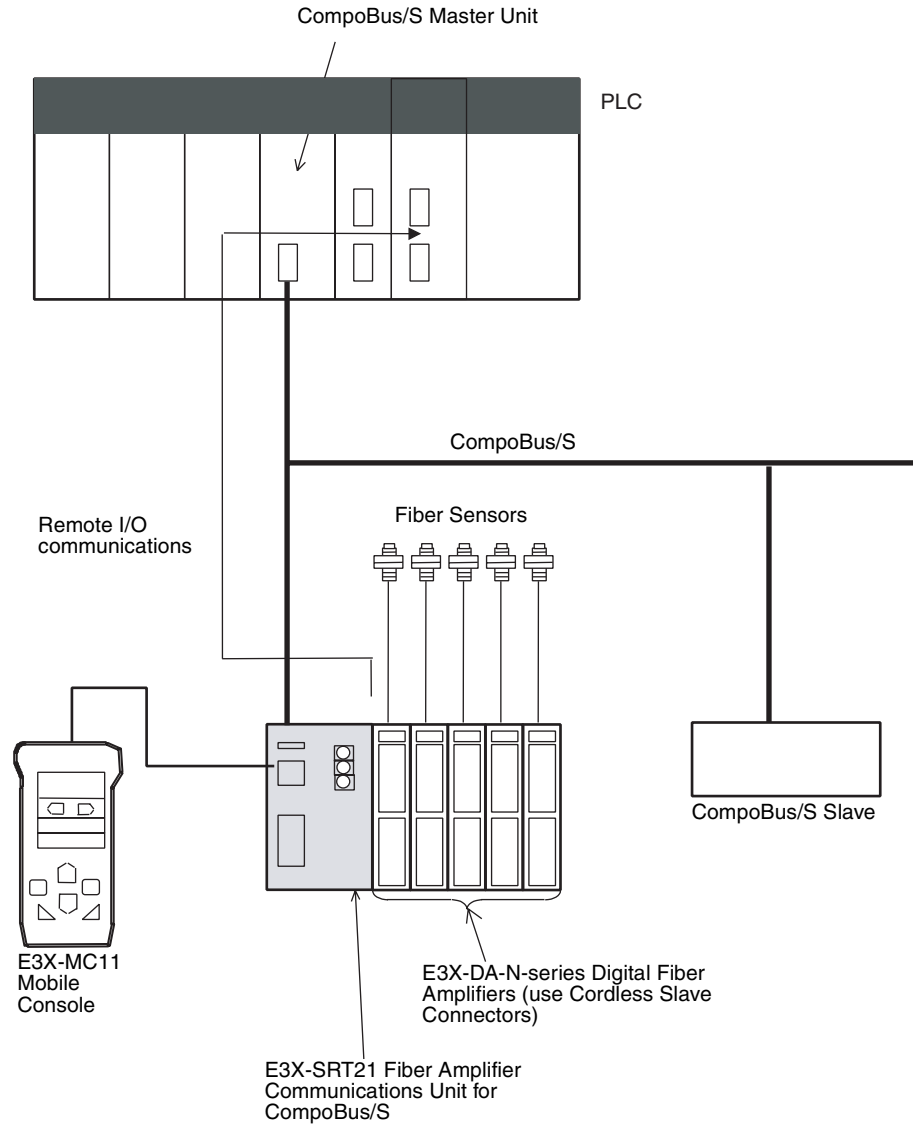 CompoBus/S Master Unit
PLC
CompoBus/S
Remote I/O
communications
Fiber Sensors
CompoBus/S Slave
E3X-MC11
Mobile
Console
E3X-DA-N-series Digital Fiber
Amplifiers (use Cordless Slave
Connectors)
E3X-SRT21 Fiber Amplifier
Communications Unit for
CompoBus/S